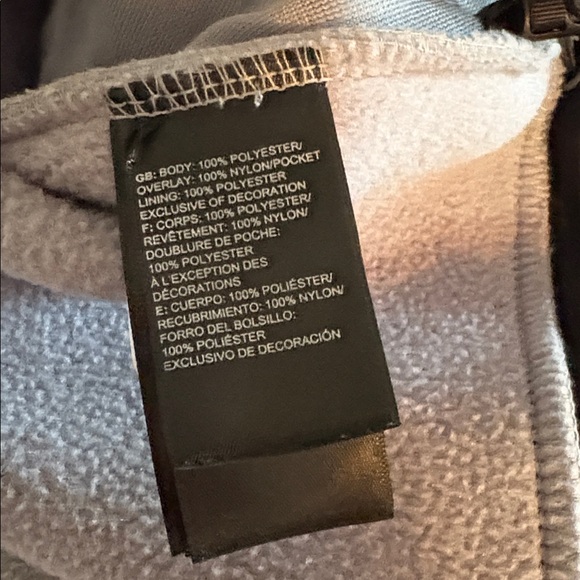 GB: BODY: 100% POLYESTER/
OVERLAY: 100% NYLON/POCKET
LINING: 100% POLYESTER
EXCLUSIVE OF DECORATION
F: CORPS: 100% POLYESTER/
REVÊTEMENT: 100% NYLON/
DOUBLURE DE POCHE:
100% POLYESTER
À L'EXCEPTION DES
DÉCORATIONS
E: CUERPO: 100% POLIÉSTER/
RECUBRIMIENTO: 100% NYLON/
FORRO DEL BOLSILLO:
100% POLIÉSTER
EXCLUSIVO DE DECORACIÓN